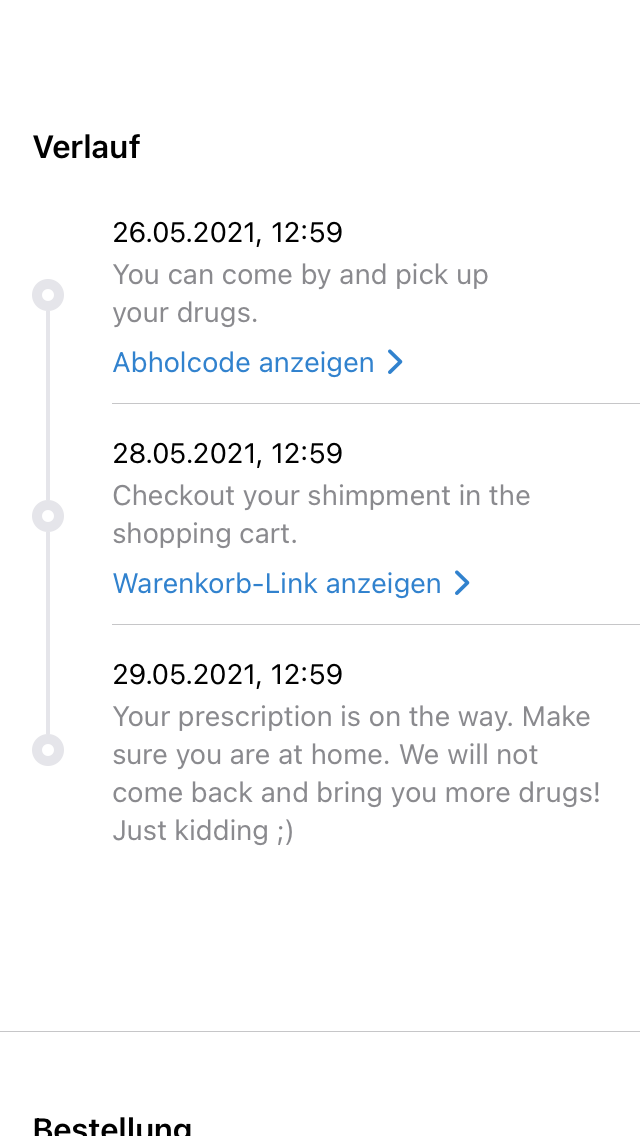 Verlauf
26.05.2021, 12:59
You can come by and pick up
your drugs.
Abholcode anzeigen
28.05.2021, 12:59
Checkout your shimpment in the
shopping cart.
Warenkorb-Link anzeigen
29.05.2021, 12:59
Your prescription is on the way. Make
sure you are at home. We will not
come back and bring you more drugs!
Just kidding ;)
Bestellung